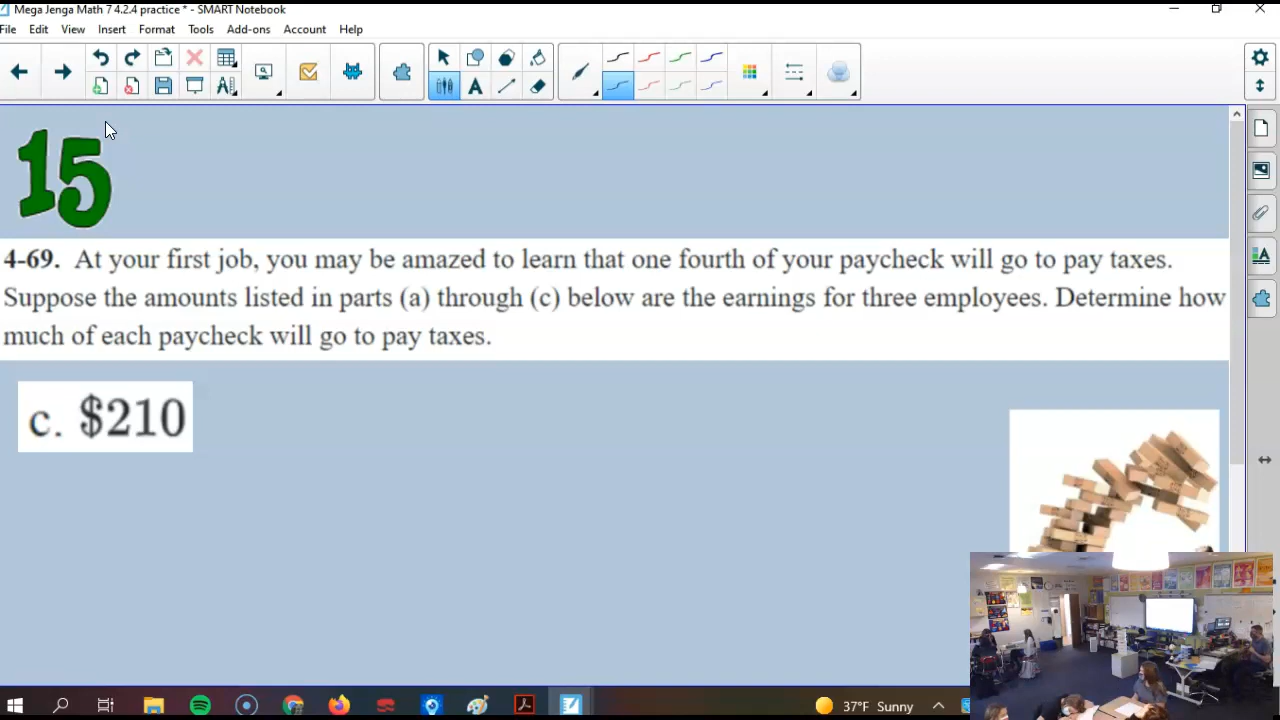 Mega Jenga Math 7 4.2.4 practice * - SMART Notebook
File Edit View Insert Format Tools Add-ons Account Help
15
4-69. At your first job, you may be amazed to learn that one fourth of your paycheck will go to pay taxes.
Suppose the amounts listed in parts (a) through (c) below are the earnings for three employees. Determine how
much of each paycheck will go to pay taxes.
c. $210
37°F Sunny